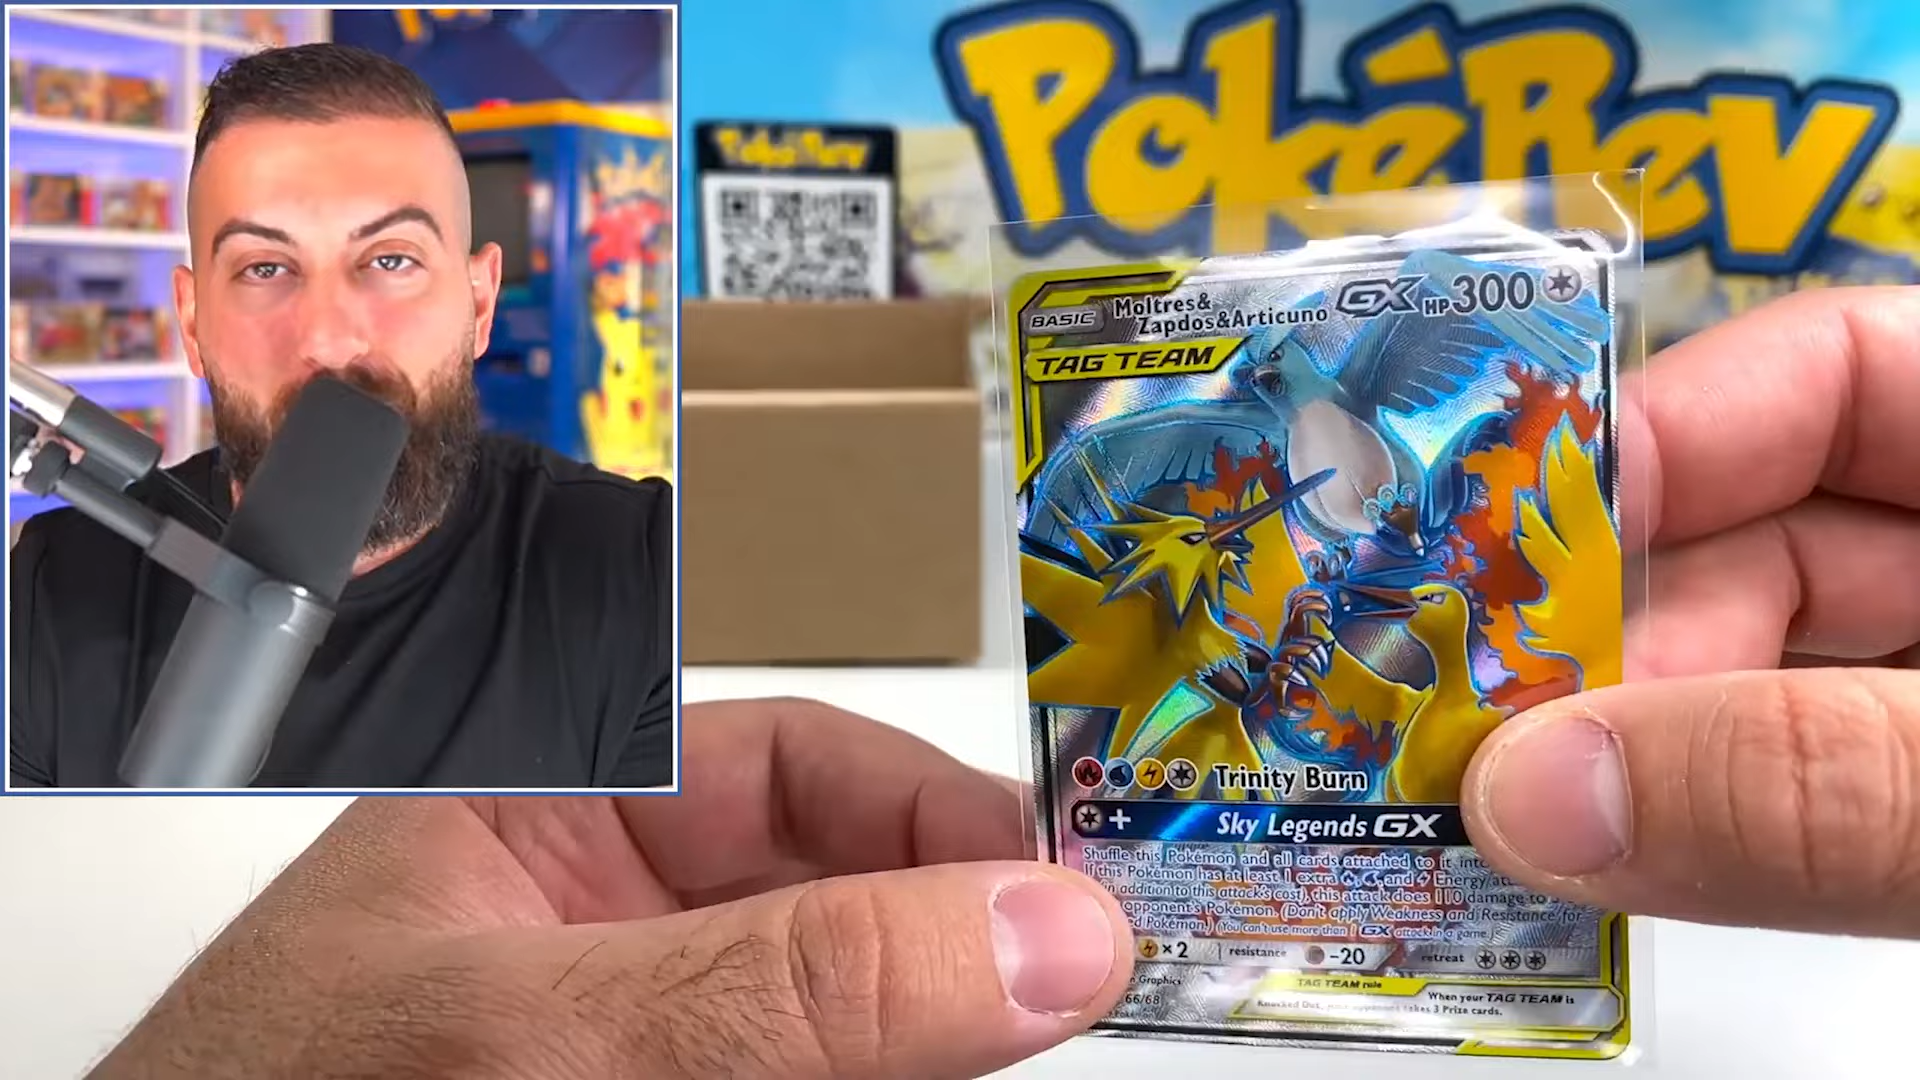 PokéRev
PokéRev
BASIC
Moltres&
Zapdos&Articuno GX HP300
TAG TEAM
Trinity Burn
+ Sky Legends GX
Shuffle this Pokémon and all cards attached to it into
If this Pokémon has at least 1 extra , , and Energy
in addition to this attack's cost), this attack does 110 damage to
opponent's Pokémon. (Don't apply Weakness and Resistance for
d Pokémon.) (You can't use more than 1 GX attack in a game.)
×2 resistance -20 retreat
n Graphics
66/68
Pokémon
TAG TEAM rule
When your TAG TEAM is
Knocked Out, your opponent takes 3 Prize cards.